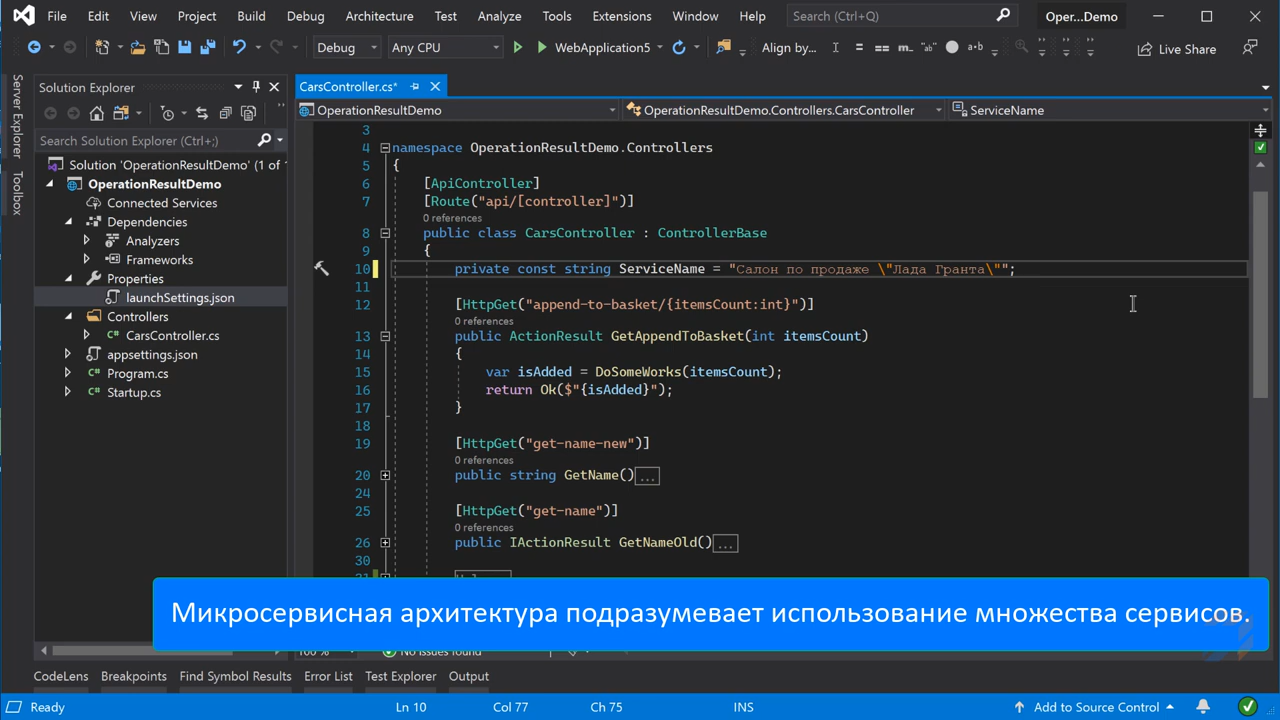 File Edit View Project Build Debug Architecture Test Analyze Tools Extensions Window Help Search (Ctrl+Q) Oper...Demo
Debug Any CPU WebApplication5 Align by... Live Share
Server Explorer
Toolbox
Solution Explorer
Search Solution Explorer (Ctrl+;)
Solution 'OperationResultDemo' (1 of 1
OperationResultDemo
Connected Services
Dependencies
Analyzers
Frameworks
Properties
launchSettings.json
Controllers
CarsController.cs
appsettings.json
Program.cs
Startup.cs
CarsController.cs*
OperationResultDemo OperationResultDemo.Controllers.CarsController ServiceName
3
4 namespace OperationResultDemo.Controllers
5 {
6 [ApiController]
7 [Route("api/[controller]")]
0 references
8 public class CarsController : ControllerBase
9 {
10 private const string ServiceName = "Салон по продаже \"Лада Гранта\"";
11
12 [HttpGet("append-to-basket/{itemsCount:int}")]
0 references
13 public ActionResult GetAppendToBasket(int itemsCount)
14 {
15 var isAdded = DoSomeWorks(itemsCount);
16 return Ok($"{isAdded}");
17 }
18
19 [HttpGet("get-name-new")]
0 references
20 public string GetName()...
24
25 [HttpGet("get-name")]
0 references
26 public IActionResult GetNameOld()...
30
Микросервисная архитектура подразумевает использование множества сервисов.
100 % No issues found
CodeLens Breakpoints Find Symbol Results Error List Test Explorer Output
Ready Ln 10 Col 77 Ch 75 INS Add to Source Control